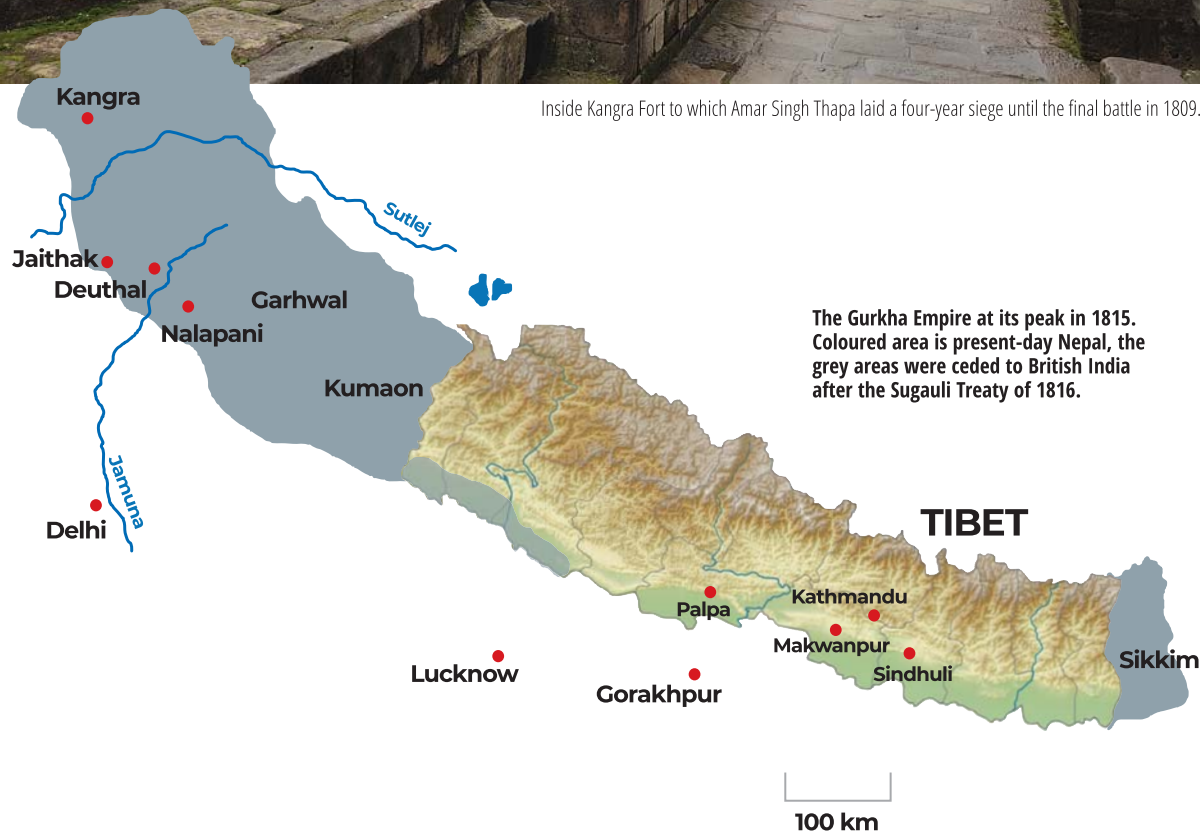 Inside Kangra Fort to which Amar Singh Thapa laid a four-year siege until the final battle in 1809.
Kangra
Sutlej
Jaithak
Deuthal
Garhwal
Nalapani
The Gurkha Empire at its peak in 1815.
Coloured area is present-day Nepal, the
grey areas were ceded to British India
after the Sugauli Treaty of 1816.
Kumaon
Jamuna
Delhi
TIBET
Kathmandu
Palpa
Makwanpur
Sikkim
Lucknow
Sindhuli
Gorakhpur
100 km